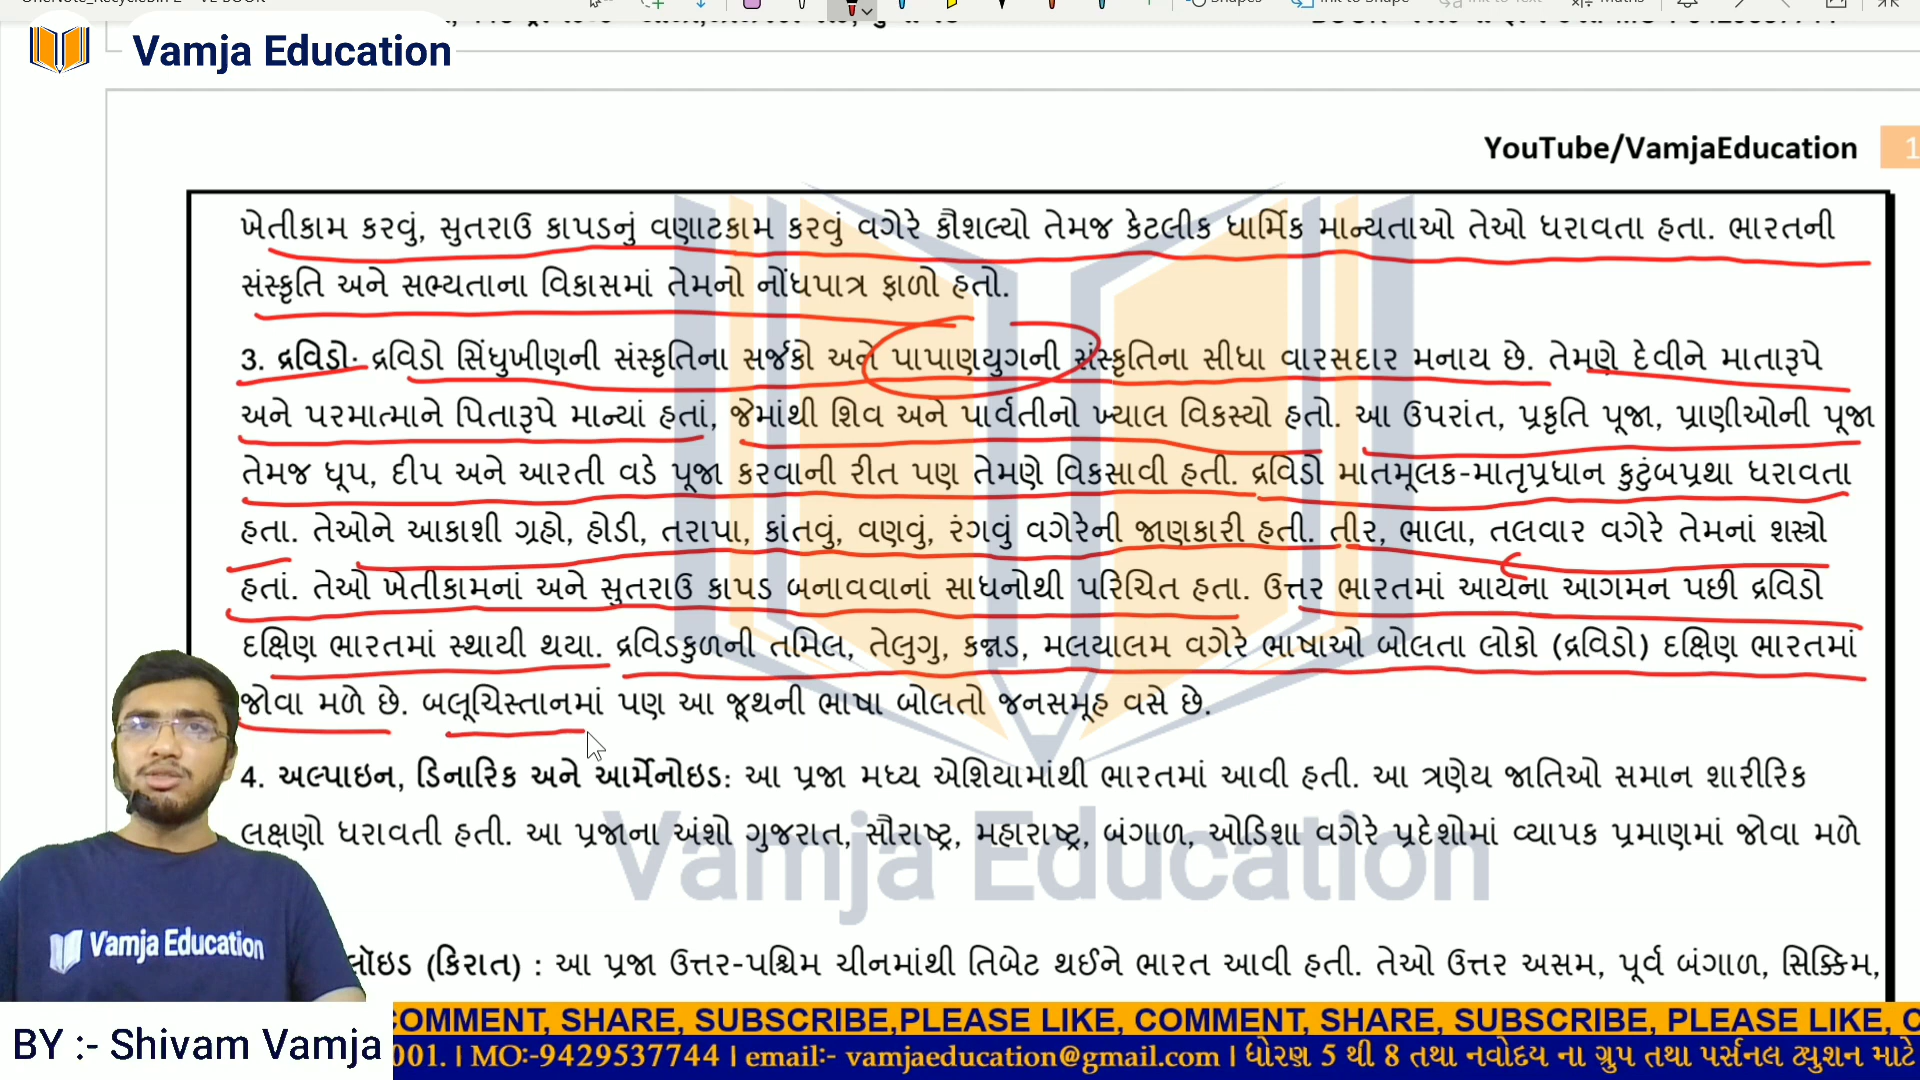 Vamja Education
YouTube/VamjaEducation
1
ખેતીકામ કરવું, સુતરાઉ કાપડનું વણાટકામ કરવું વગેરે કૌશલ્યો તેમજ કેટલીક ધાર્મિક માન્યતાઓ તેઓ ધરાવતા હતા. ભારતની
સંસ્કૃતિ અને સભ્યતાના વિકાસમાં તેમનો નોંધપાત્ર ફાળો હતો.
3. દ્રવિડો- દ્રવિડો સિંધુખીણની સંસ્કૃતિના સર્જકો અને પાપાણયુગની સંસ્કૃતિના સીધા વારસદાર મનાય છે. તેમણે દેવીને માતારૂપે
અને પરમાત્માને પિતારૂપે માન્યાં હતાં, જેમાંથી શિવ અને પાર્વતીનો ખ્યાલ વિકસ્યો હતો. આ ઉપરાંત, પ્રકૃતિ પૂજા, પ્રાણીઓની પૂજા
તેમજ ધૂપ, દીપ અને આરતી વડે પૂજા કરવાની રીત પણ તેમણે વિકસાવી હતી. દ્રવિડો માતમૂલક-માતૃપ્રધાન કુટુંબપ્રથા ધરાવતા
હતા. તેઓને આકાશી ગ્રહો, હોડી, તરાપા, કાંતવું, વણવું, રંગવું વગેરેની જાણકારી હતી. તીર, ભાલા, તલવાર વગેરે તેમનાં શસ્ત્રો
હતાં. તેઓ ખેતીકામનાં અને સુતરાઉ કાપડ બનાવવાનાં સાધનોથી પરિચિત હતા. ઉત્તર ભારતમાં આર્યના આગમન પછી દ્રવિડો
દક્ષિણ ભારતમાં સ્થાયી થયા. દ્રવિડકુળની તમિલ, તેલુગુ, કન્નડ, મલયાલમ વગેરે ભાષાઓ બોલતા લોકો (દ્રવિડો) દક્ષિણ ભારતમાં
જોવા મળે છે. બલૂચિસ્તાનમાં પણ આ જૂથની ભાષા બોલતો જનસમૂહ વસે છે.
4. અલ્પાઇન, ડિનારિક અને આર્મેનોઇડ: આ પ્રજા મધ્ય એશિયામાંથી ભારતમાં આવી હતી. આ ત્રણેય જાતિઓ સમાન શારીરિક
લક્ષણો ધરાવતી હતી. આ પ્રજાના અંશો ગુજરાત, સૌરાષ્ટ્ર, મહારાષ્ટ્ર, બંગાળ, ઓડિશા વગેરે પ્રદેશોમાં વ્યાપક પ્રમાણમાં જોવા મળે
Vamja Education
લૉઇડ (કિરાત) : આ પ્રજા ઉત્તર-પશ્ચિમ ચીનમાંથી તિબેટ થઈને ભારત આવી હતી. તેઓ ઉત્તર અસમ, પૂર્વ બંગાળ, સિક્કિમ,
Vamja Education
COMMENT, SHARE, SUBSCRIBE,PLEASE LIKE, COMMENT, SHARE, SUBSCRIBE, PLEASE LIKE, C
BY :- Shivam Vamja
001. | MO:-9429537744 | email:- vamjaeducation@gmail.com | ધોરણ 5 થી 8 તથા નવોદય ના ગ્રુપ તથા પર્સનલ ટ્યુશન માટે